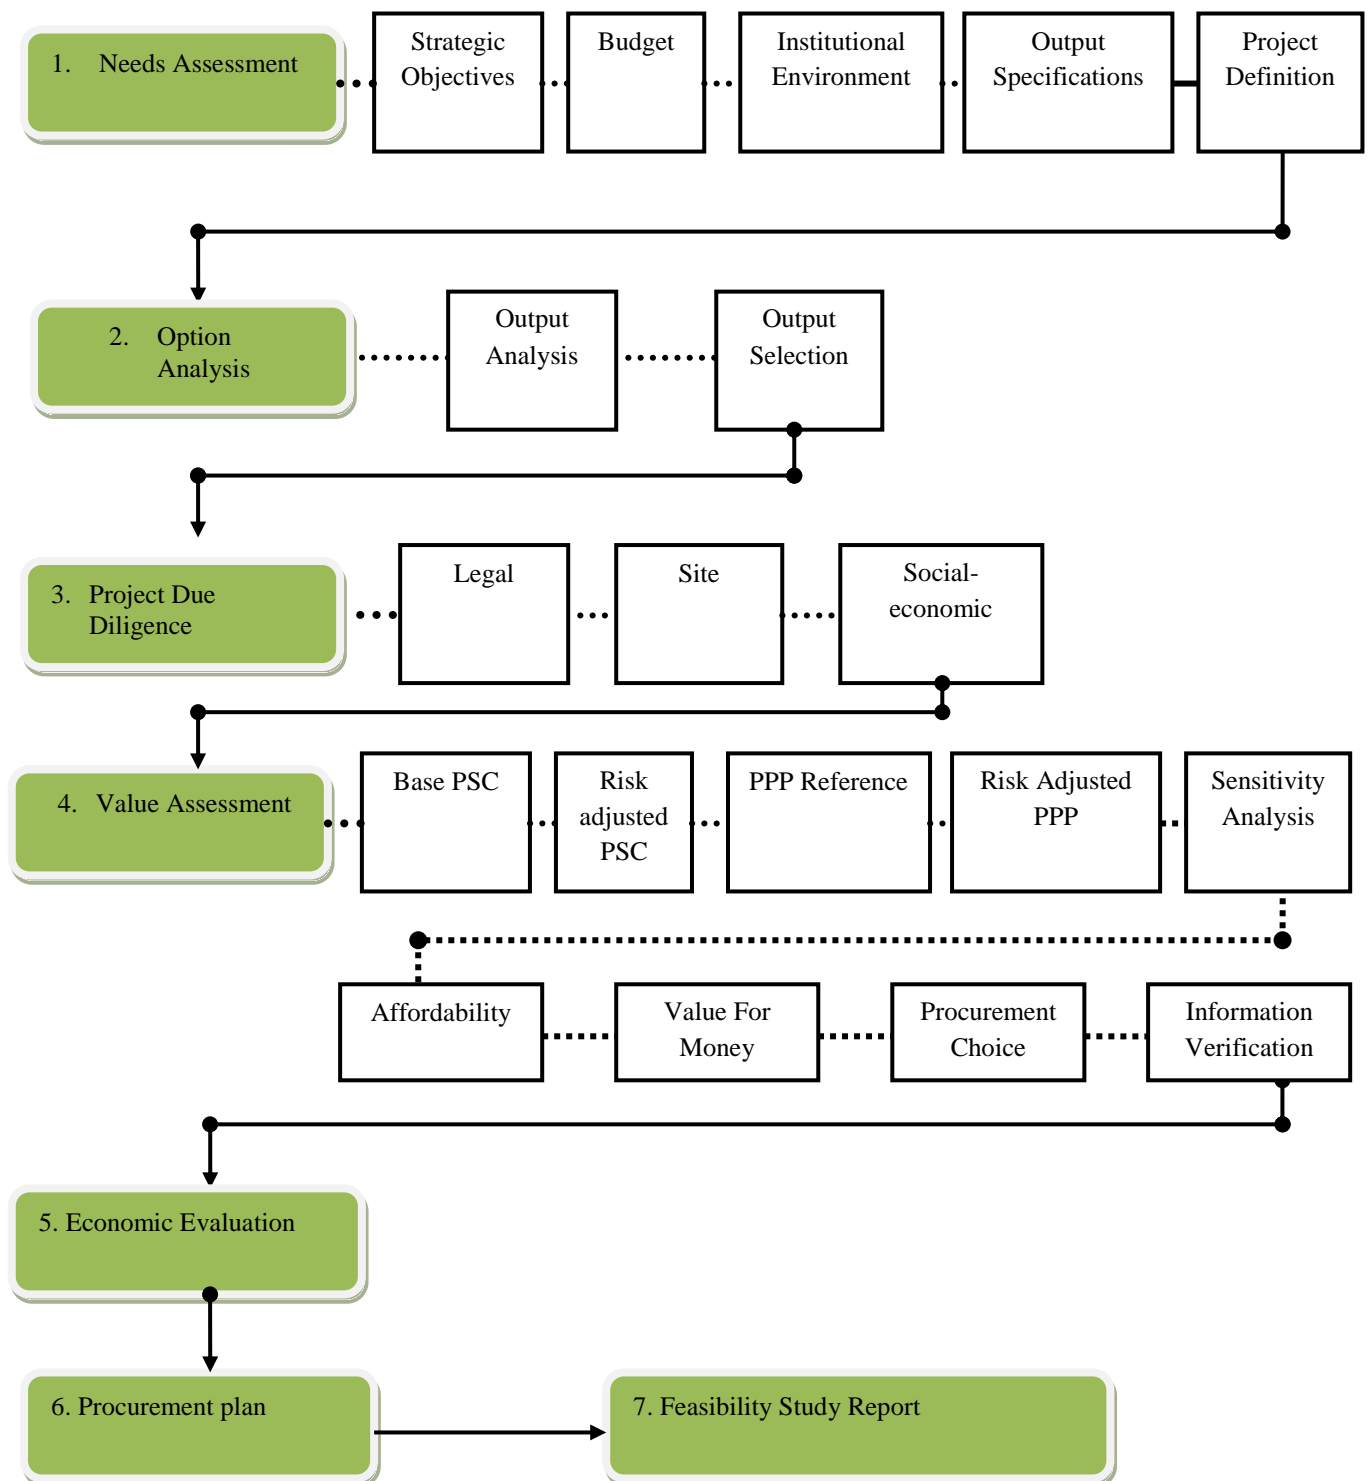 1. Needs Assessment
Strategic
Objectives
Budget
Institutional
Environment
Output
Specifications
Project
Definition
2. Option
Analysis
Output
Analysis
Output
Selection
3. Project Due
Diligence
Legal
Site
Social-
economic
4. Value Assessment
Base PSC
Risk
adjusted
PSC
PPP Reference
Risk Adjusted
PPP
Sensitivity
Analysis
Affordability
Value For
Money
Procurement
Choice
Information
Verification
5. Economic Evaluation
6. Procurement plan
7. Feasibility Study Report